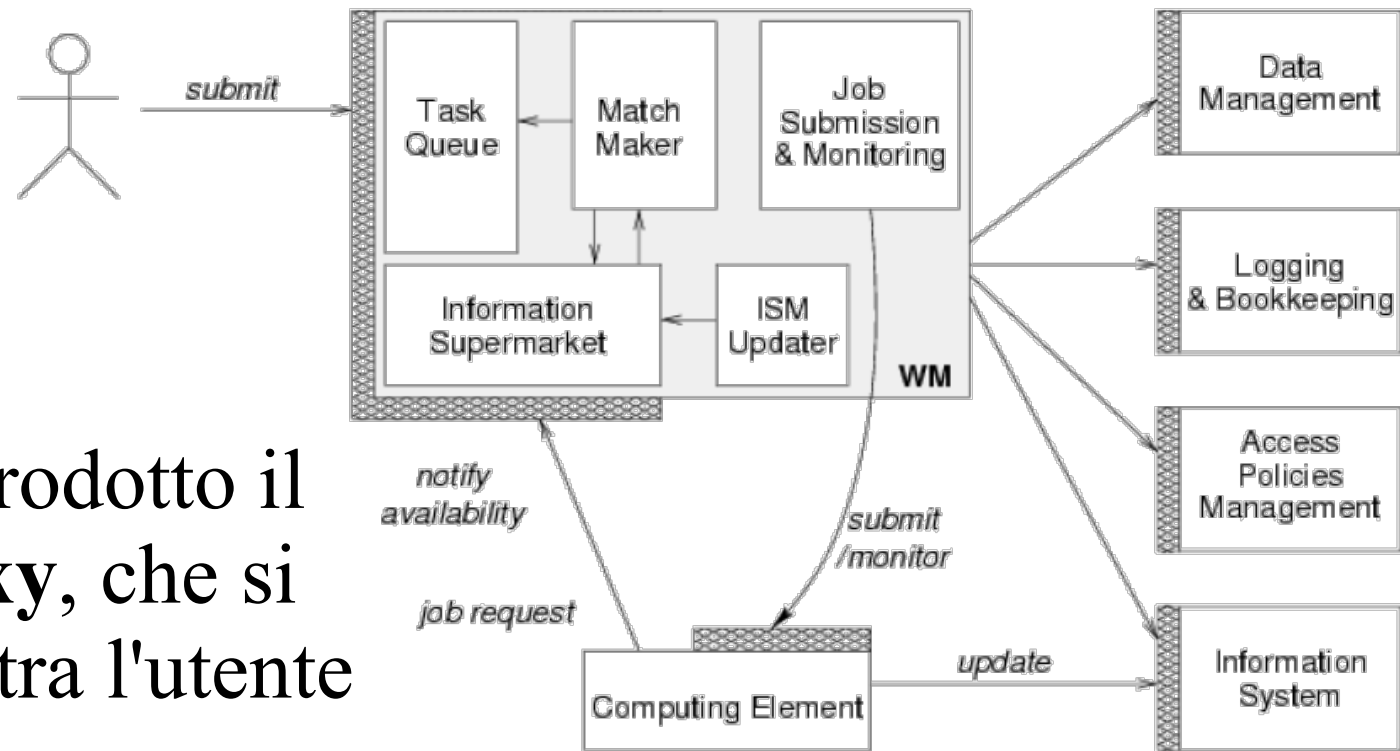 submit
Task
Queue
Match
Maker
Job
Submission
& Monitoring
Information
Supermarket
ISM
Updater
WM
Data
Management
Logging
& Bookkeeping
Access
Policies
Management
Information
System
notify
availability
job request
submit
/monitor
update
Computing Element
rodotto il
xy, che si
tra l'utente